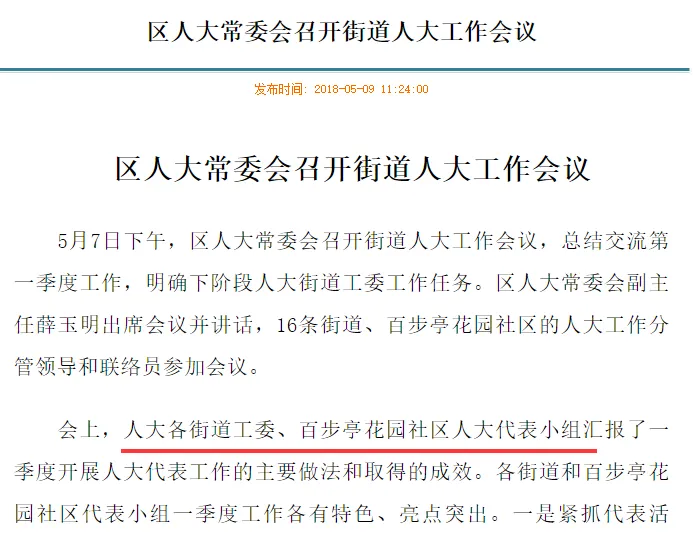 区人大常委会召开街道人大工作会议
发布时间: 2018-05-09 11:24:00
区人大常委会召开街道人大工作会议
5月7日下午，区人大常委会召开街道人大工作会议，总结交流第
一季度工作，明确下阶段人大街道工委工作任务。区人大常委会副主
任薛玉明出席会议并讲话，16条街道、百步亭花园社区的人大工作分
管领导和联络员参加会议。
会上，人大各街道工委、百步亭花园社区人大代表小组汇报了一
季度开展人大代表工作的主要做法和取得的成效。各街道和百步亭花
园社区代表小组一季度工作各有特色、亮点突出。一是紧抓代表活